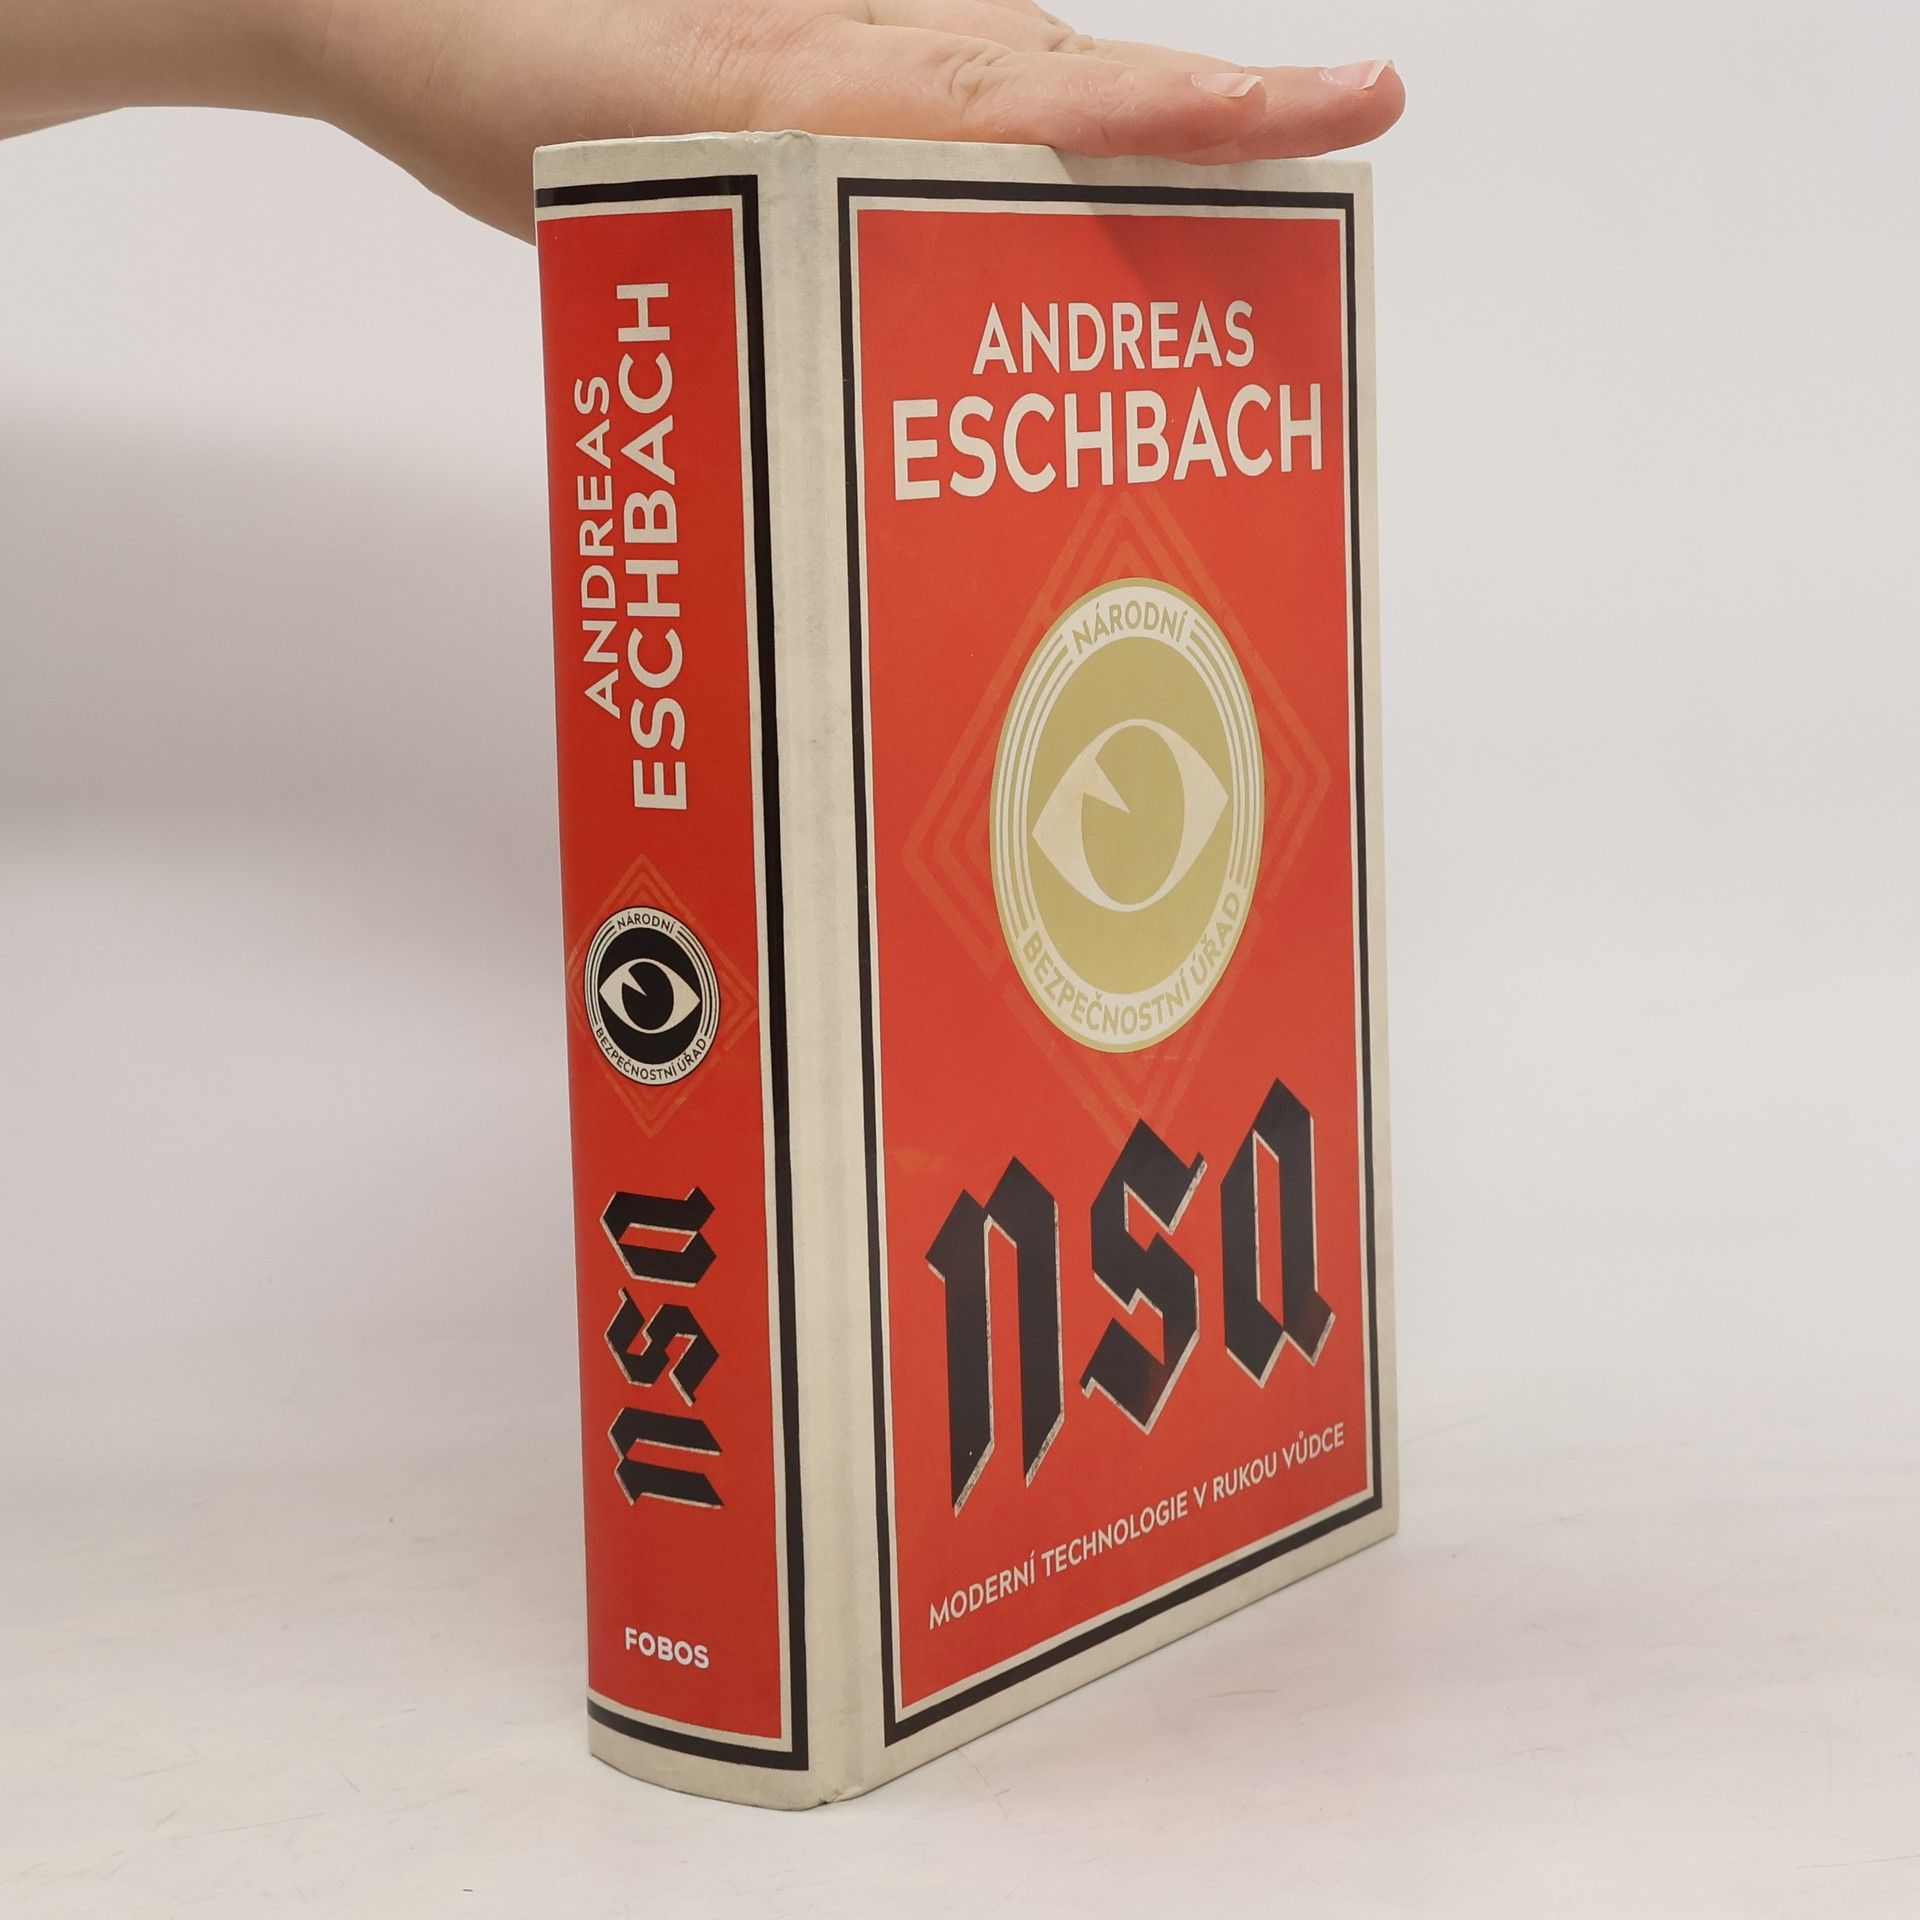 ANDREAS
ESCHBACH
NÁRODNÍ
BEZPEČNOSTNÍ ÚŘAD
nsa
FOBOS
ANDREAS
ESCHBACH
NÁRODNÍ
BEZPEČNOSTNÍ ÚŘAD
nsa
MODERNÍ TECHNOLOGIE V RUKOU VŮDCE